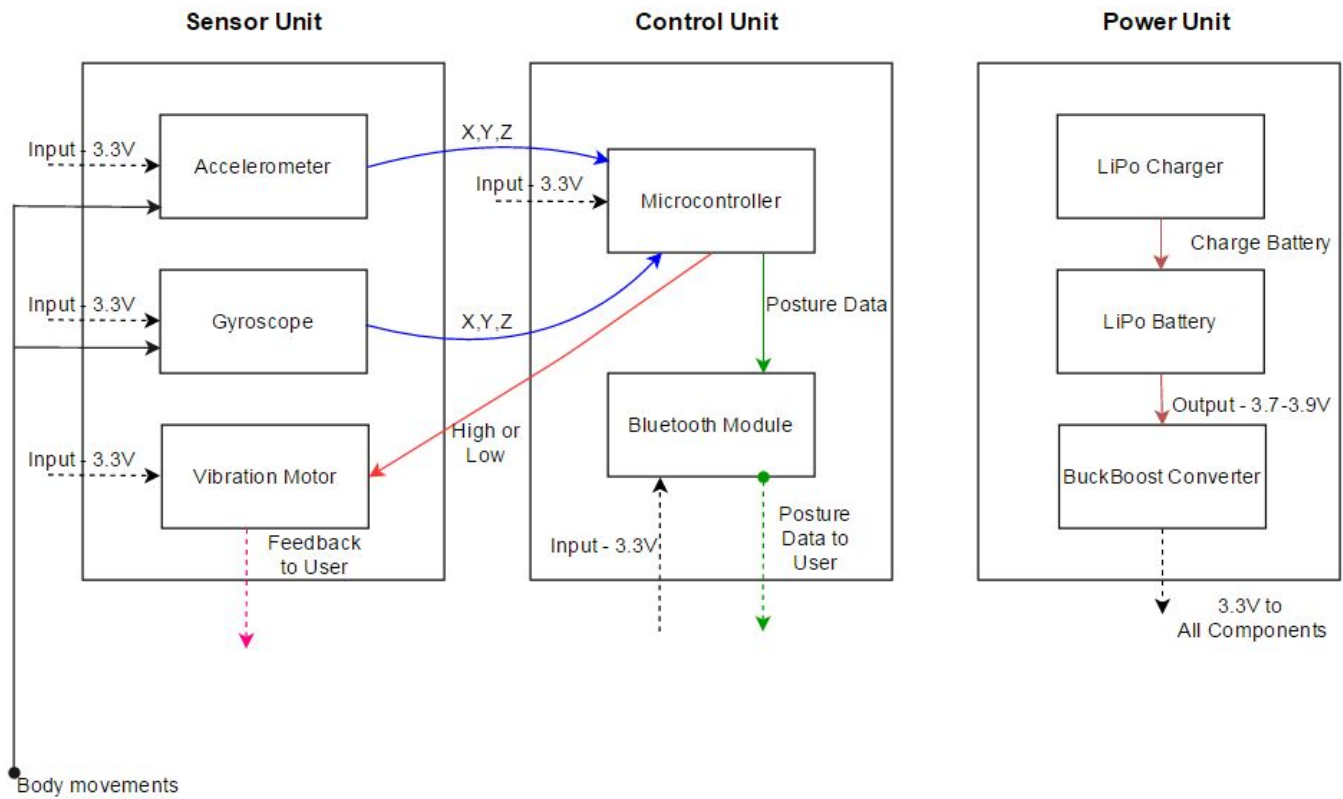 Sensor Unit
Control Unit
Power Unit
Input - 3.3V
Accelerometer
X,Y,Z
Input - 3.3V
Microcontroller
LiPo Charger
Charge Battery
Input - 3.3V
Gyroscope
X,Y,Z
Posture Data
LiPo Battery
Output - 3.7-3.9V
Input - 3.3V
Vibration Motor
High or
Low
Bluetooth Module
BuckBoost Converter
Feedback
to User
Input - 3.3V
Posture
Data to
User
3.3V to
All Components
Body movements